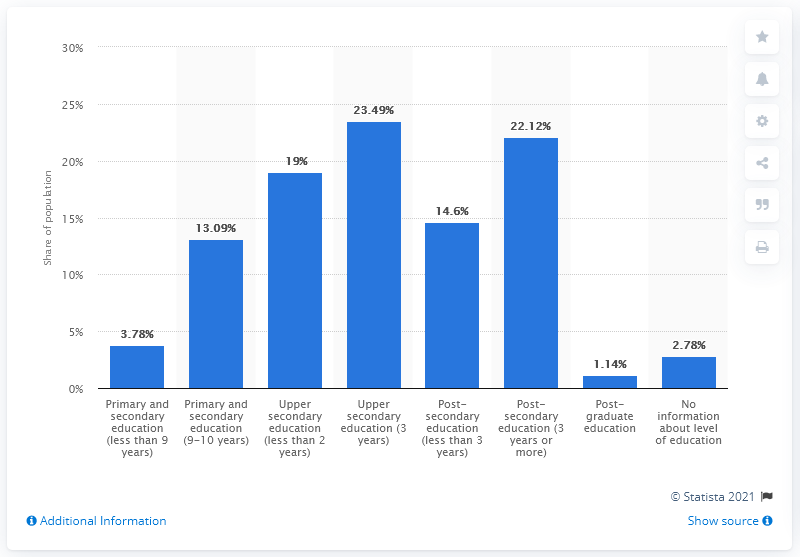 30%
25%
20%
15%
10%
5%
0%
Share of population
3.78%
13.09%
19%
23.49%
14.6%
22.12%
1.14%
2.78%
Primary and
secondary
education
(less than 9
years)
Primary and
secondary
education
(9-10 years)
Upper
secondary
education
(less than 2
years)
Upper
secondary
education (3
years)
Post-
secondary
education
(less than 3
years)
Post-
secondary
education (3
years or
more)
Post-
graduate
education
No
information
about level
of education
© Statista 2021
Additional Information
Show source